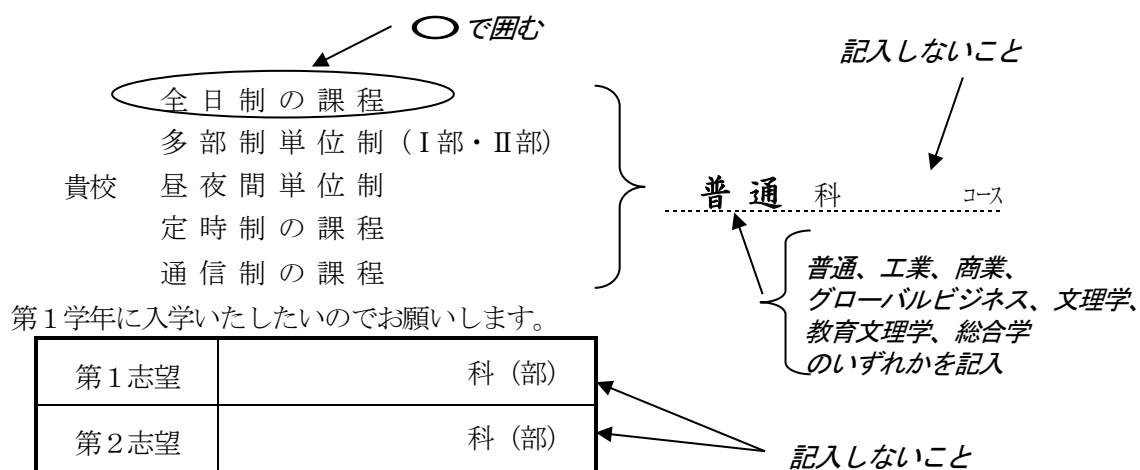 ◯で囲む
記入しないこと
全日制の課程
多部制単位制（Ⅰ部・Ⅱ部）
貴校 昼夜間単位制
普通 科 コース
定時制の課程
通信制の課程
普通、工業、商業、
グローバルビジネス、文理学、
教育文理学、総合学
のいずれかを記入
第１学年に入学いたしたいのでお願いします。
第１志望 科（部）
第２志望 科（部）
記入しないこと